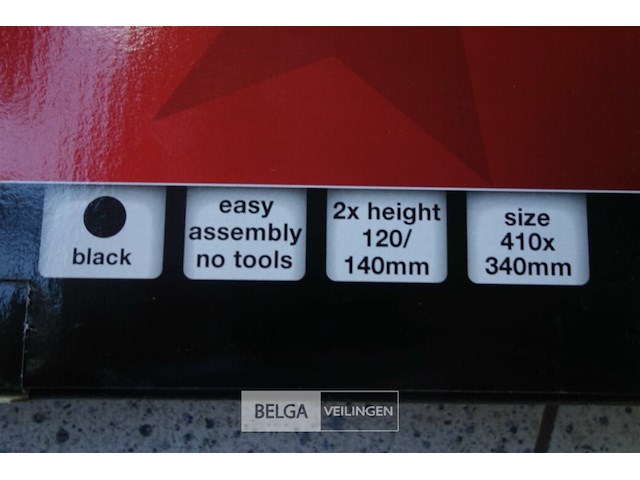 black
easy
assembly
no tools
2x height
120/
140mm
size
410x
340mm
BELGA VEILINGEN